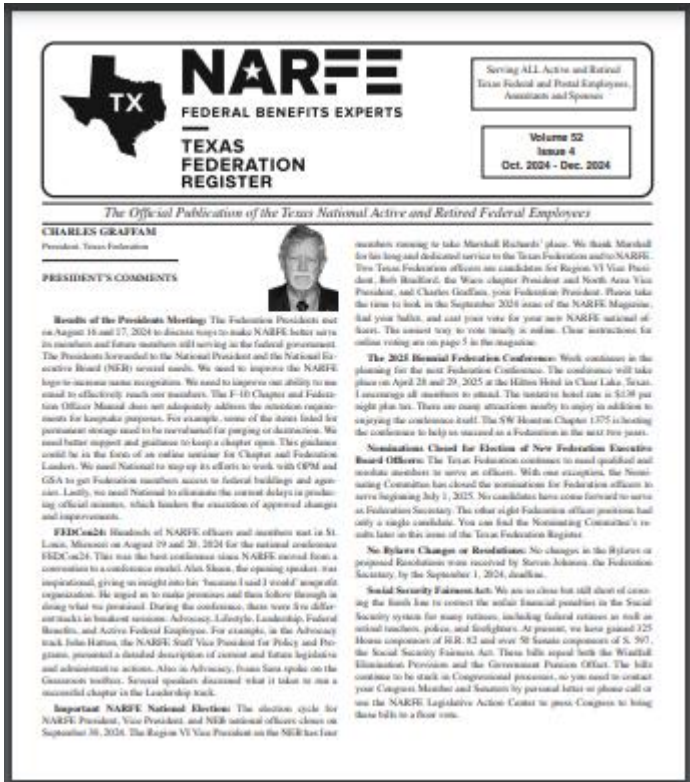 TX
NARFE
FEDERAL BENEFITS EXPERTS
TEXAS
FEDERATION
REGISTER
Serving ALL Active and Retired
Texas Federal and Postal Employees,
Annuitants and Spouses
Volume 52
Issue 4
Oct. 2024 - Dec. 2024
The Official Publication of the Texas National Active and Retired Federal Employees
CHARLES GRAFFAM
President, Texas Federation
PRESIDENT'S COMMENTS
Results of the Presidents Meeting: The Federation Presidents met
on August 16 and 17, 2024 to discuss ways to make NARFE better serve
its members and future members still serving in the federal government.
The Presidents forwarded to the National President and the National Ex-
ecutive Board (NEB) several needs. We need to improve the NARFE
logo to increase name recognition. We need to improve our ability to use
email to effectively reach our members. The F-10 Chapter and Federa-
tion Officer Manual does not adequately address the retention require-
ments for keepsake purposes. For example, some of the items listed for
permanent storage need to be reevaluated for purging or destruction. We
need better support and guidance to keep a chapter open. This guidance
could be in the form of an online seminar for Chapter and Federation
Leaders. We need National to step up its efforts to work with OPM and
GSA to get Federation members access to federal buildings and agen-
cies. Lastly, we need National to eliminate the current delays in produc-
ing official minutes, which hinders the execution of approved changes
and improvements.
FEDCon24: Hundreds of NARFE officers and members met in St.
Louis, Missouri on August 19 and 20, 2024 for the national conference
FEDCon24. This was the best conference since NARFE moved from a
convention to a conference model. Alex Sheen, the opening speaker, was
inspirational, giving us insight into his 'because I said I would' nonprofit
organization. He urged us to make promises and then follow through in
doing what we promised. During the conference, there were five differ-
ent tracks in breakout sessions: Advocacy, Lifestyle, Leadership, Federal
Benefits, and Active Federal Employee. For example, in the Advocacy
track John Hatton, the NARFE Staff Vice President for Policy and Pro-
grams, presented a detailed description of current and future legislative
and administrative actions. Also in Advocacy, Ivana Sara spoke on the
Grassroots toolbox. Several speakers discussed what it takes to run a
successful chapter in the Leadership track.
Important NARFE National Election: The election cycle for
NARFE President, Vice President, and NEB national officers closes on
September 30, 2024. The Region VI Vice President on the NEB has four
members running to take Marshall Richards' place. We thank Marshall
for his long and dedicated service to the Texas Federation and to NARFE.
Two Texas Federation officers are candidates for Region VI Vice Presi-
dent, Bob Bradford, the Waco chapter President and North Area Vice
President, and Charles Graffam, your Federation President. Please take
the time to look in the September 2024 issue of the NARFE Magazine,
find your ballot, and cast your vote for your new NARFE national of-
ficers. The easiest way to vote timely is online. Clear instructions for
online voting are on page 5 in the magazine.
The 2025 Biennial Federation Conference: Work continues in the
planning for the next Federation Conference. The conference will take
place on April 28 and 29, 2025 at the Hilton Hotel in Clear Lake, Texas.
I encourage all members to attend. The tentative hotel rate is $139 per
night plus tax. There are many attractions nearby to enjoy in addition to
enjoying the conference itself. The SW Houston Chapter 1375 is hosting
the conference to help us succeed as a Federation in the next two years.
Nominations Closed for Election of New Federation Executive
Board Officers: The Texas Federation continues to need qualified and
resolute members to serve as officers. With one exception, the Nomi-
nating Committee has closed the nominations for Federation officers to
serve beginning July 1, 2025. No candidates have come forward to serve
as Federation Secretary. The other eight Federation officer positions had
only a single candidate. You can find the Nominating Committee's re-
sults later in this issue of the Texas Federation Register.
No Bylaws Changes or Resolutions: No changes in the Bylaws or
proposed Resolutions were received by Steven Johnson, the Federation
Secretary, by the September 1, 2024, deadline.
Social Security Fairness Act: We are so close but still short of cross-
ing the finish line to correct the unfair financial penalties in the Social
Security system for many retirees, including federal retirees as well as
retired teachers, police, and firefighters. At present, we have gained 325
House cosponsors of H.R. 82 and over 50 Senate cosponsors of S. 597,
the Social Security Fairness Act. These bills repeal both the Windfall
Elimination Provision and the Government Pension Offset. The bills
continue to be stuck in Congressional processes, so you need to contact
your Congress Member and Senators by personal letter or phone call or
use the NARFE Legislative Action Center to press Congress to bring
these bills to a floor vote.